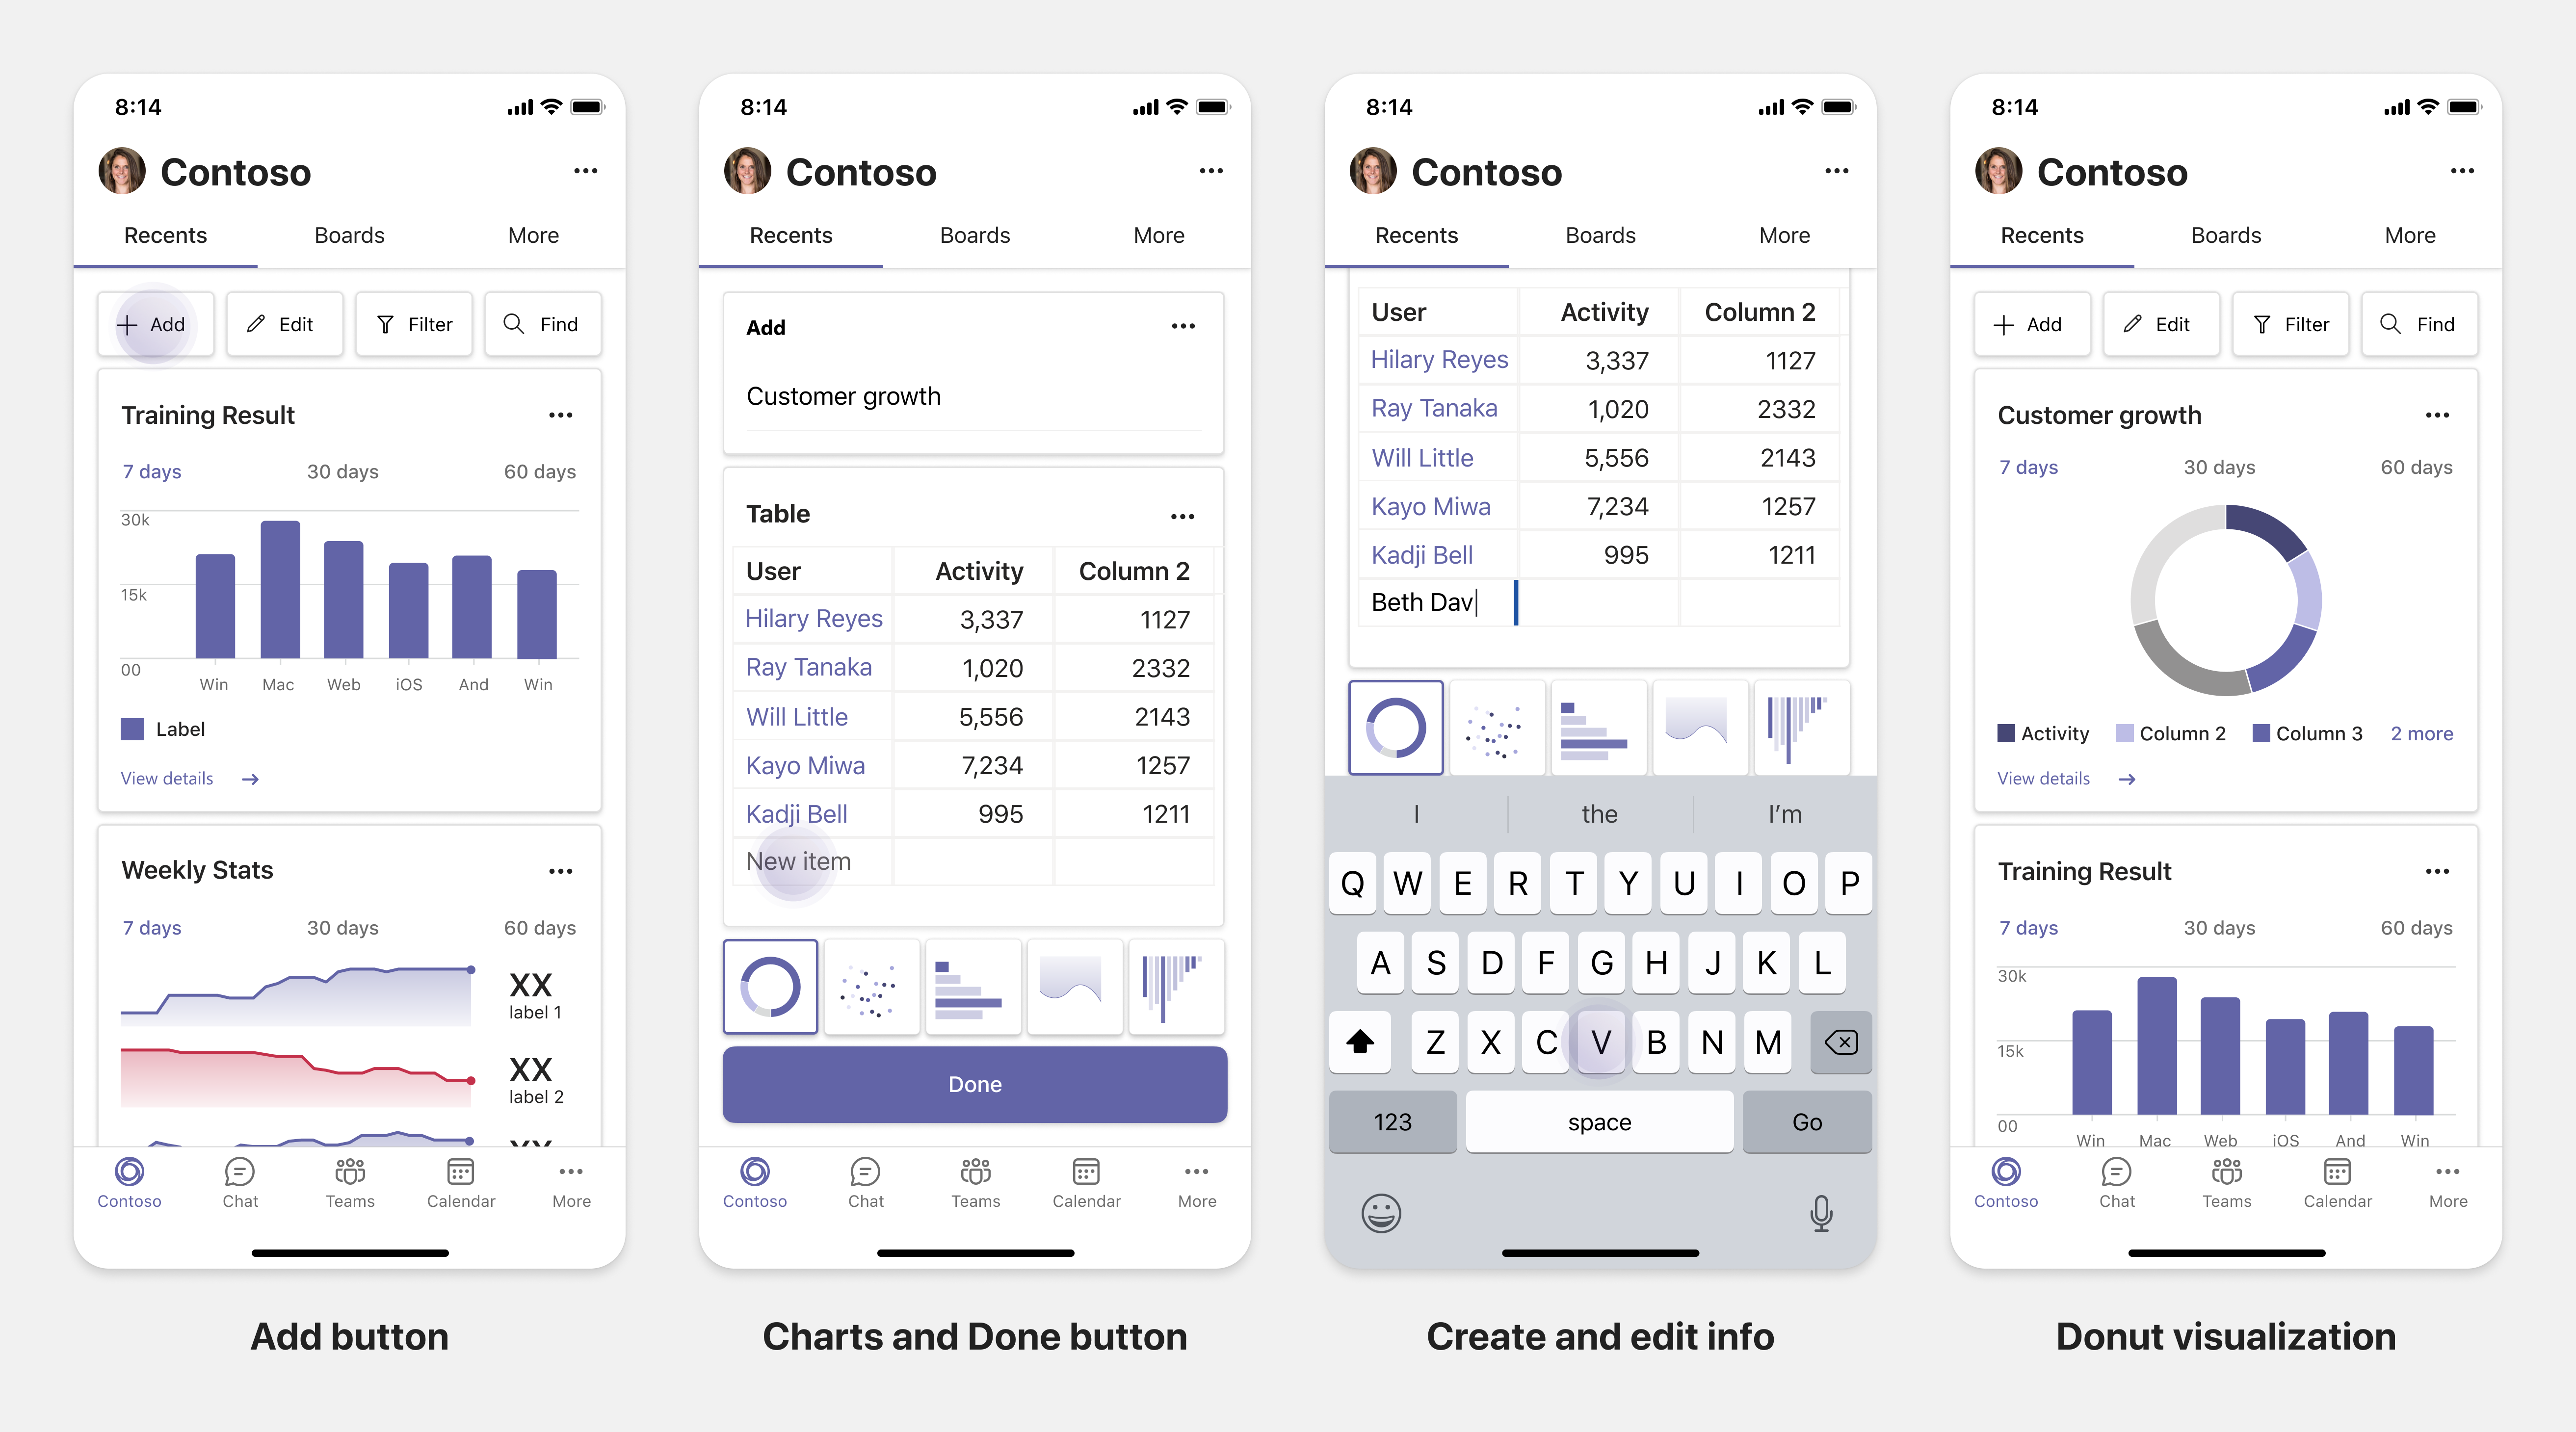 8:14
Contoso
Recents Boards More
Add Edit Filter Find
Training Result
7 days 30 days 60 days
30k
15k
00
Win Mac Web iOS And Win
Label
View details
Weekly Stats
7 days 30 days 60 days
XX
label 1
XX
label 2
XX
Contoso Chat Teams Calendar More
Add button
8:14
Contoso
Recents Boards More
Add
Customer growth
Table
User Activity Column 2
Hilary Reyes 3,337 1127
Ray Tanaka 1,020 2332
Will Little 5,556 2143
Kayo Miwa 7,234 1257
Kadji Bell 995 1211
New item
Done
Contoso Chat Teams Calendar More
Charts and Done button
8:14
Contoso
Recents Boards More
User Activity Column 2
Hilary Reyes 3,337 1127
Ray Tanaka 1,020 2332
Will Little 5,556 2143
Kayo Miwa 7,234 1257
Kadji Bell 995 1211
Beth Dav
I the I’m
Q W E R T Y U I O P
A S D F G H J K L
Z X C V B N M
123 space Go
Create and edit info
8:14
Contoso
Recents Boards More
Add Edit Filter Find
Customer growth
7 days 30 days 60 days
Activity Column 2 Column 3 2 more
View details
Training Result
7 days 30 days 60 days
30k
15k
00
Win Mac Web iOS And Win
Contoso Chat Teams Calendar More
Donut visualization